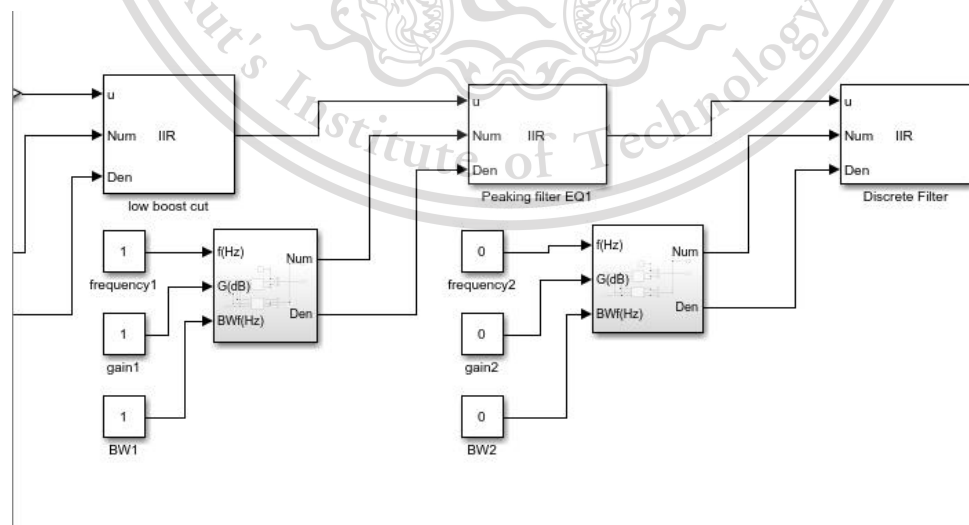 King Mongkut's Institute of Technology
u
Num
Den
IIR
low boost cut
u
Num
Den
IIR
Peaking filter EQ1
u
Num
Den
IIR
Discrete Filter
1
frequency1
1
gain1
1
BW1
f(Hz)
G(dB)
BWf(Hz)
Num
Den
0
frequency2
0
gain2
0
BW2
f(Hz)
G(dB)
BWf(Hz)
Num
Den